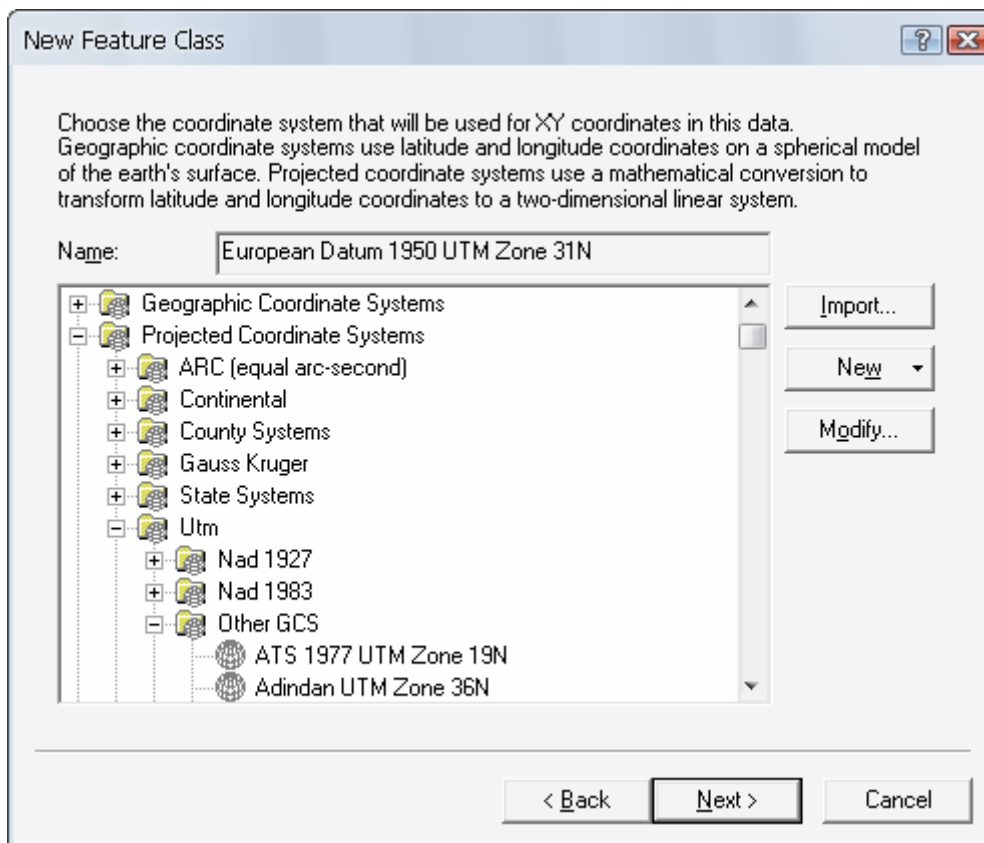 New Feature Class
Choose the coordinate system that will be used for XY coordinates in this data.
Geographic coordinate systems use latitude and longitude coordinates on a spherical model
of the earth's surface. Projected coordinate systems use a mathematical conversion to
transform latitude and longitude coordinates to a two-dimensional linear system.
Name:
European Datum 1950 UTM Zone 31N
Geographic Coordinate Systems
Projected Coordinate Systems
ARC (equal arc-second)
Continental
County Systems
Gauss Kruger
State Systems
Utm
Nad 1927
Nad 1983
Other GCS
ATS 1977 UTM Zone 19N
Adindan UTM Zone 36N
Import...
New
Modify...
< Back
Next >
Cancel